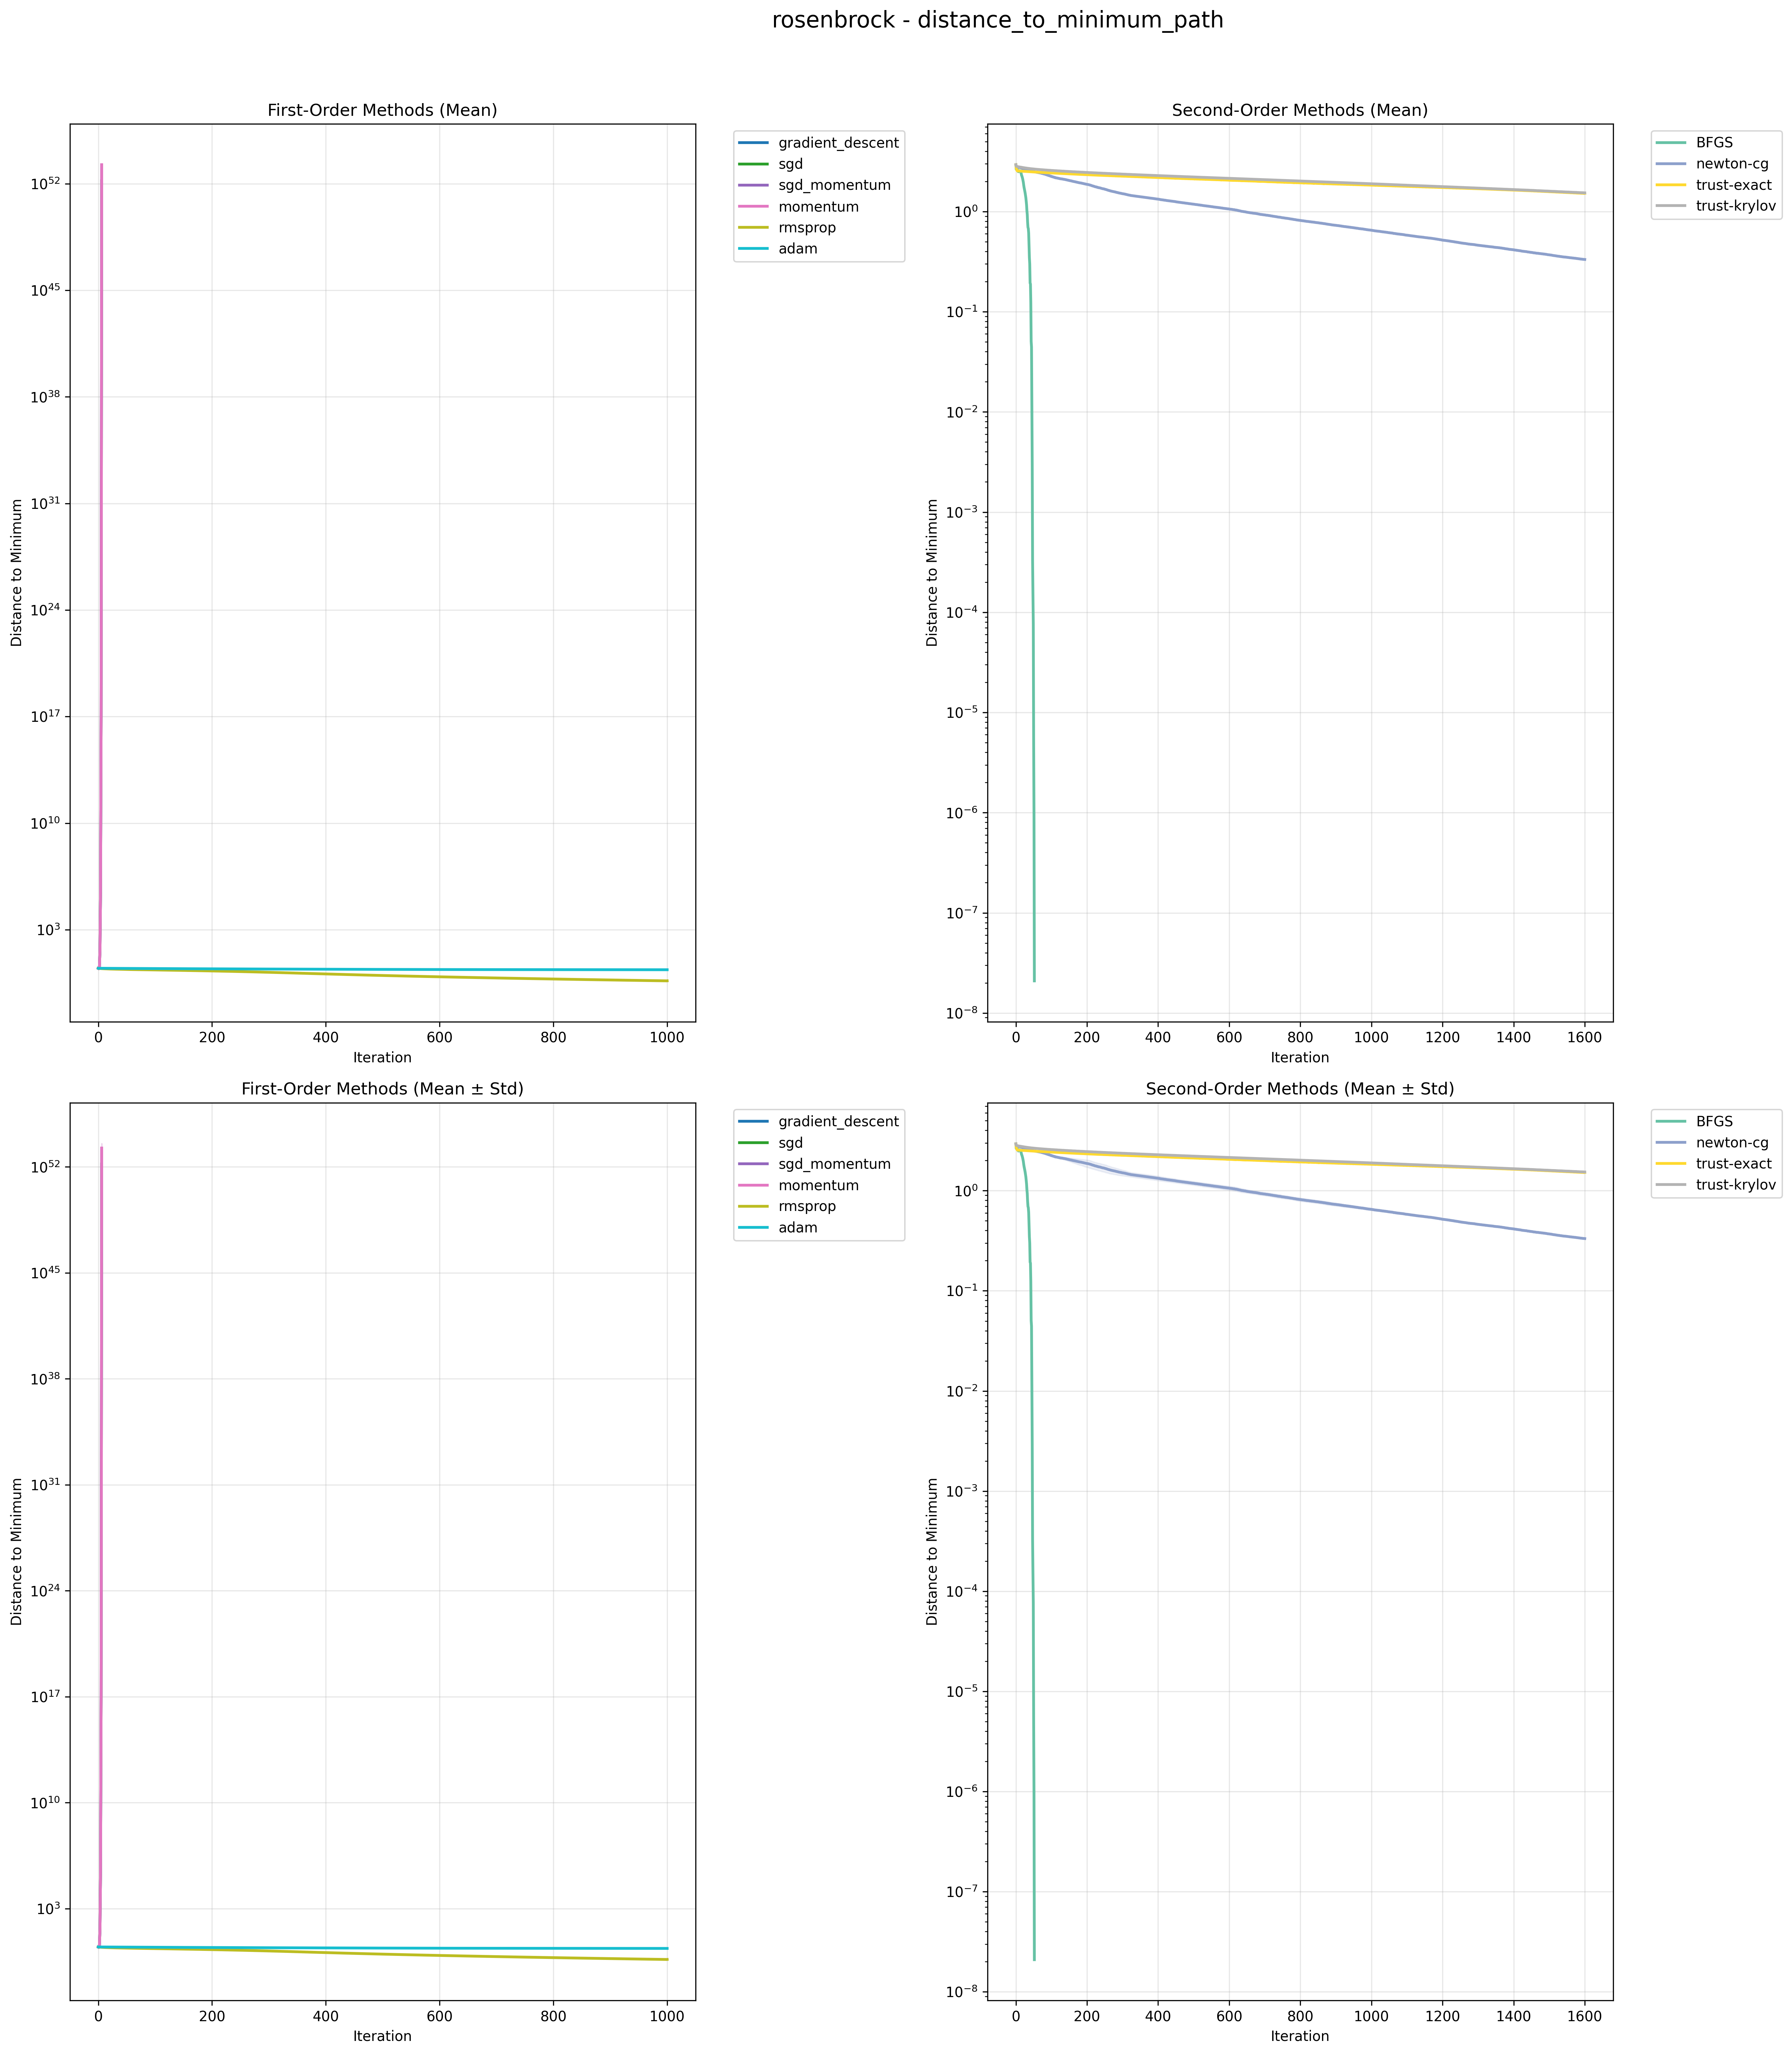 rosenbrock - distance_to_minimum_path
First-Order Methods (Mean)
Distance to Minimum
10^52
10^45
10^38
10^31
10^24
10^17
10^10
10^3
0 200 400 600 800 1000
Iteration
gradient_descent
sgd
sgd_momentum
momentum
rmsprop
adam
Second-Order Methods (Mean)
Distance to Minimum
10^0
10^−1
10^−2
10^−3
10^−4
10^−5
10^−6
10^−7
10^−8
0 200 400 600 800 1000 1200 1400 1600
Iteration
BFGS
newton-cg
trust-exact
trust-krylov
First-Order Methods (Mean ± Std)
Distance to Minimum
10^52
10^45
10^38
10^31
10^24
10^17
10^10
10^3
0 200 400 600 800 1000
Iteration
gradient_descent
sgd
sgd_momentum
momentum
rmsprop
adam
Second-Order Methods (Mean ± Std)
Distance to Minimum
10^0
10^−1
10^−2
10^−3
10^−4
10^−5
10^−6
10^−7
10^−8
0 200 400 600 800 1000 1200 1400 1600
Iteration
BFGS
newton-cg
trust-exact
trust-krylov